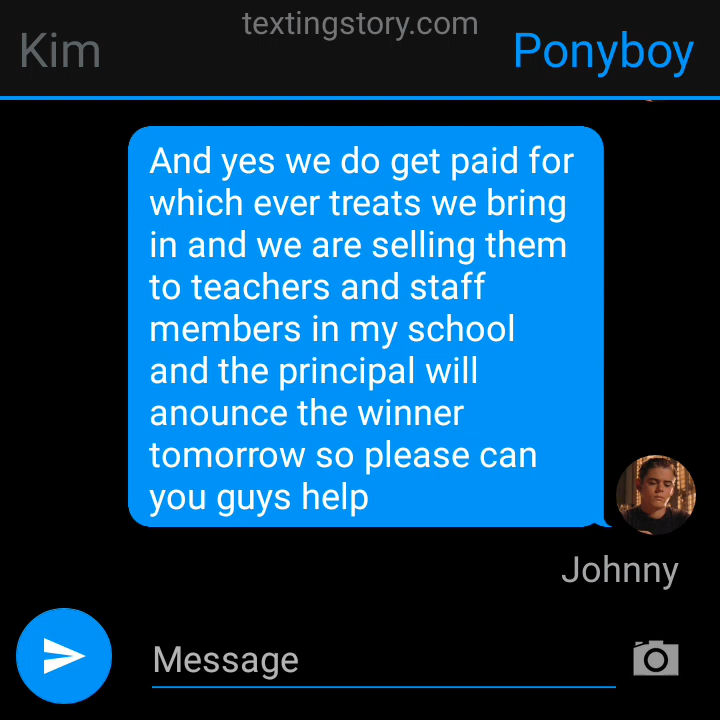 textingstory.com
Kim
Ponyboy
And yes we do get paid for
which ever treats we bring
in and we are selling them
to teachers and staff
members in my school
and the principal will
anounce the winner
tomorrow so please can
you guys help
Johnny
Message